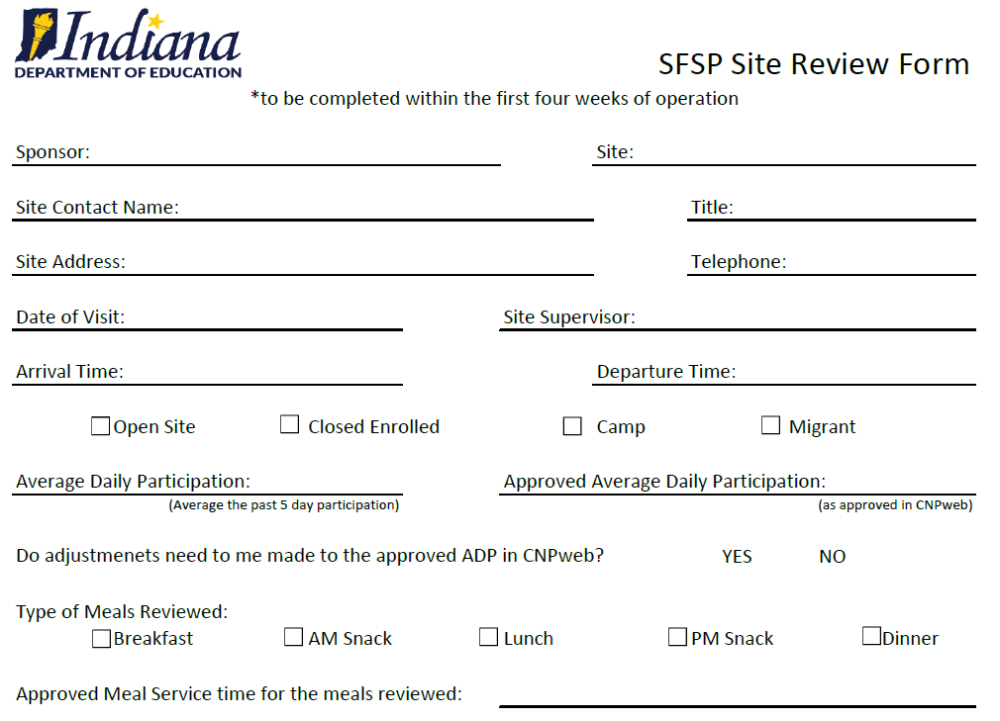 Indiana
DEPARTMENT OF EDUCATION
SFSP Site Review Form
*to be completed within the first four weeks of operation
Sponsor: Site:
Site Contact Name: Title:
Site Address: Telephone:
Date of Visit: Site Supervisor:
Arrival Time: Departure Time:
Open Site Closed Enrolled Camp Migrant
Average Daily Participation: Approved Average Daily Participation:
(Average the past 5 day participation) (as approved in CNPweb)
Do adjustmenets need to me made to the approved ADP in CNPweb? YES NO
Type of Meals Reviewed:
Breakfast AM Snack Lunch PM Snack Dinner
Approved Meal Service time for the meals reviewed: